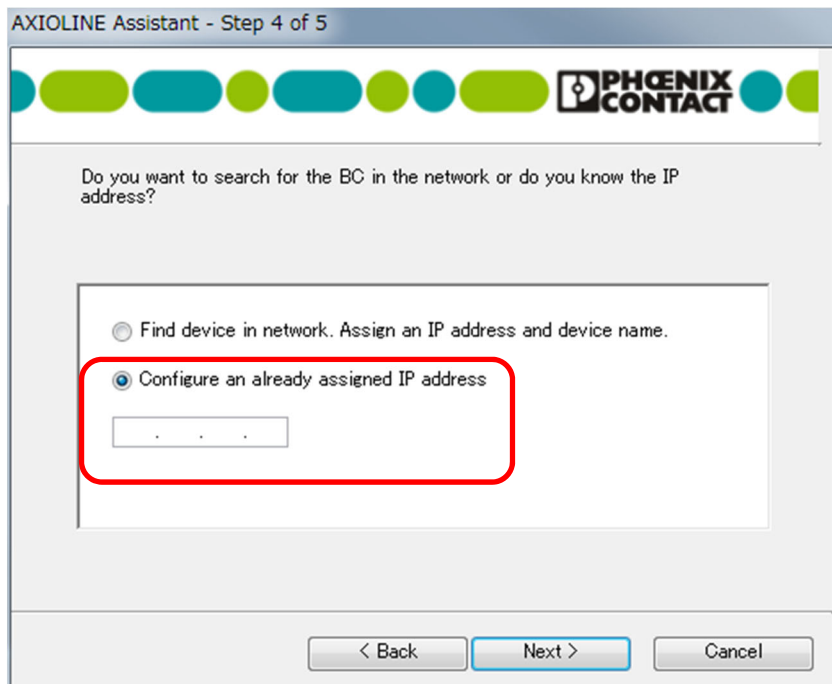 AXIOLINE Assistant - Step 4 of 5
PHŒNIX
CONTACT
Do you want to search for the BC in the network or do you know the IP
address?
Find device in network. Assign an IP address and device name.
Configure an already assigned IP address
. . .
< Back
Next >
Cancel